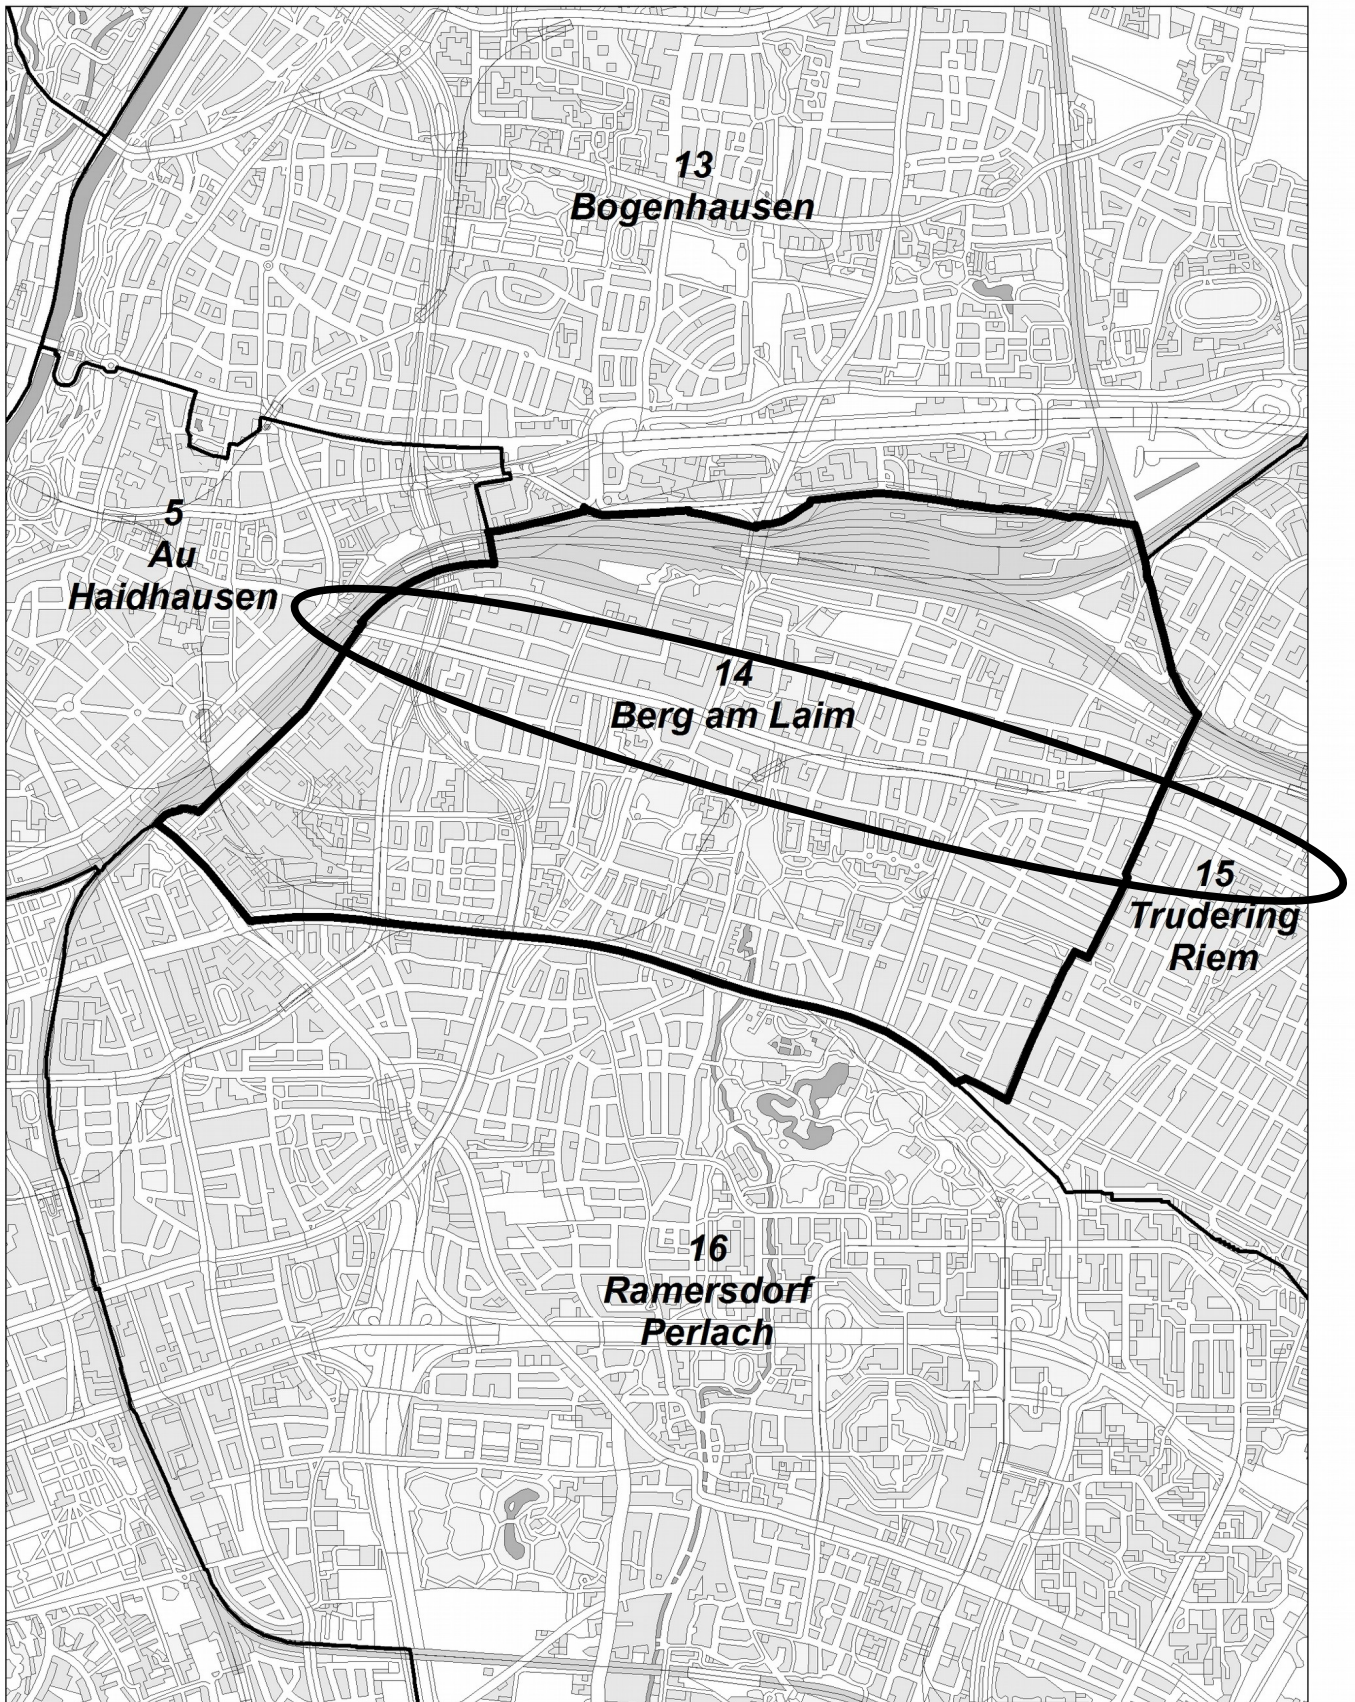 13
Bogenhausen
5
Au
Haidhausen
14
Berg am Laim
15
Trudering
Riem
16
Ramersdorf
Perlach